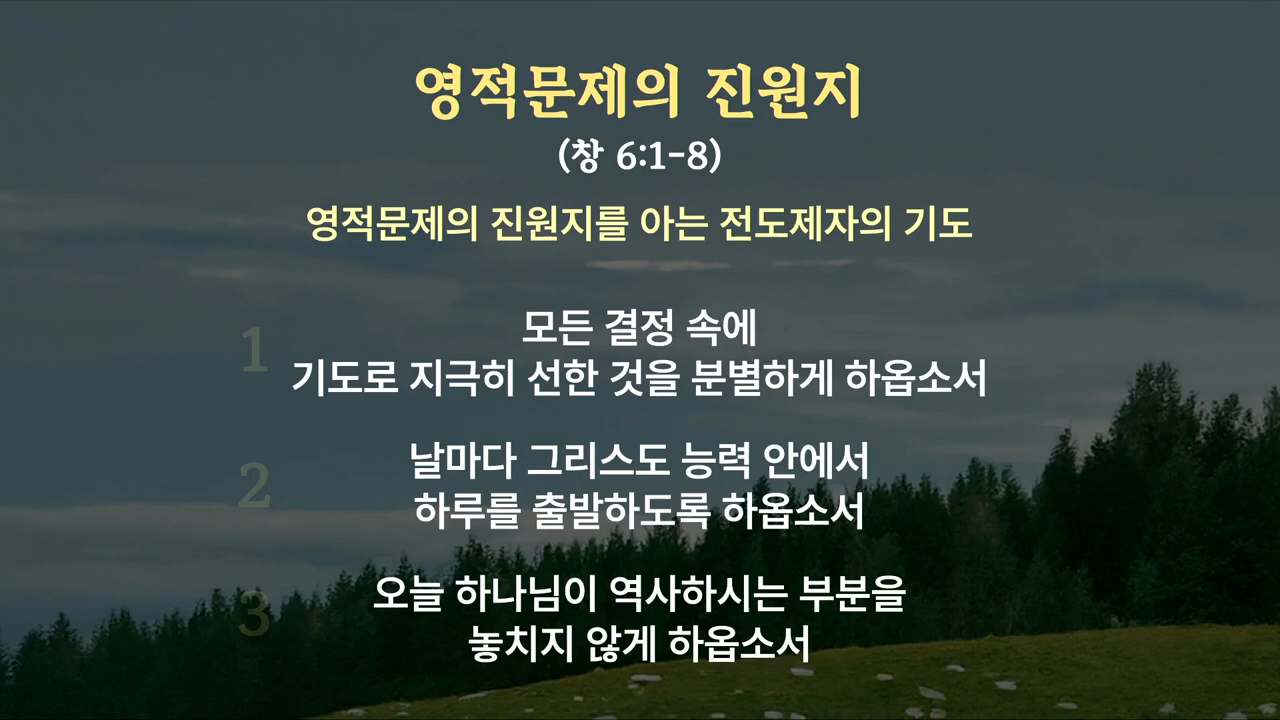 영적문제의 진원지
(창 6:1-8)
영적문제의 진원지를 아는 전도제자의 기도
1
모든 결정 속에
기도로 지극히 선한 것을 분별하게 하옵소서
2
날마다 그리스도 능력 안에서
하루를 출발하도록 하옵소서
3
오늘 하나님이 역사하시는 부분을
놓치지 않게 하옵소서